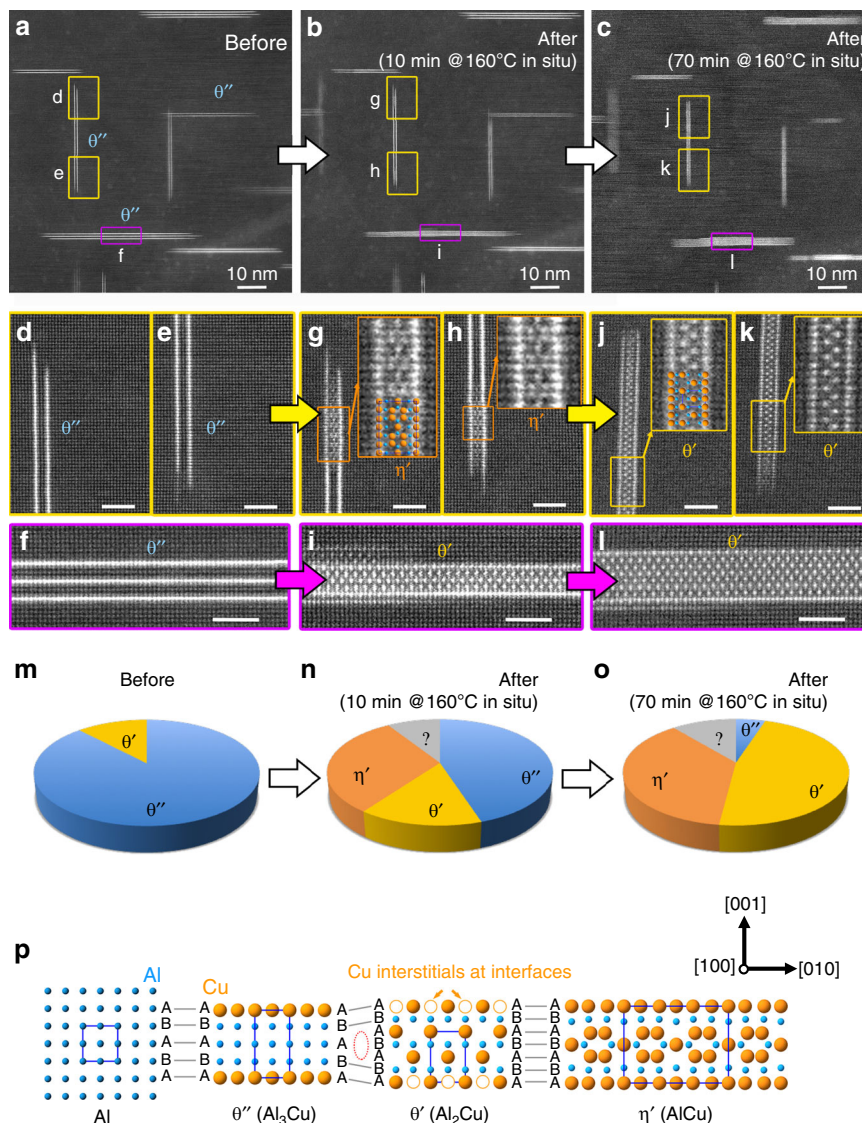 a
Before
d
θ″
θ″
e
θ″
f
10 nm
b
After
(10 min @160°C in situ)
g
h
i
10 nm
c
After
(70 min @160°C in situ)
j
k
l
10 nm
d
θ″
e
θ″
g
η′
h
η′
j
θ′
k
θ′
f
θ″
i
θ′
l
θ′
m
Before
θ′
θ″
n
After
(10 min @160°C in situ)
?
η′
θ″
θ′
o
After
(70 min @160°C in situ)
?
θ″
η′
θ′
[001]
[100]
[010]
p
Al
Cu
Cu interstitials at interfaces
A A A A A A
B B B B B B
A A A A A A
B B B B
B B B B B B
A A A A A A
Al
θ″ (Al₃Cu)
θ′ (Al₂Cu)
η′ (AlCu)